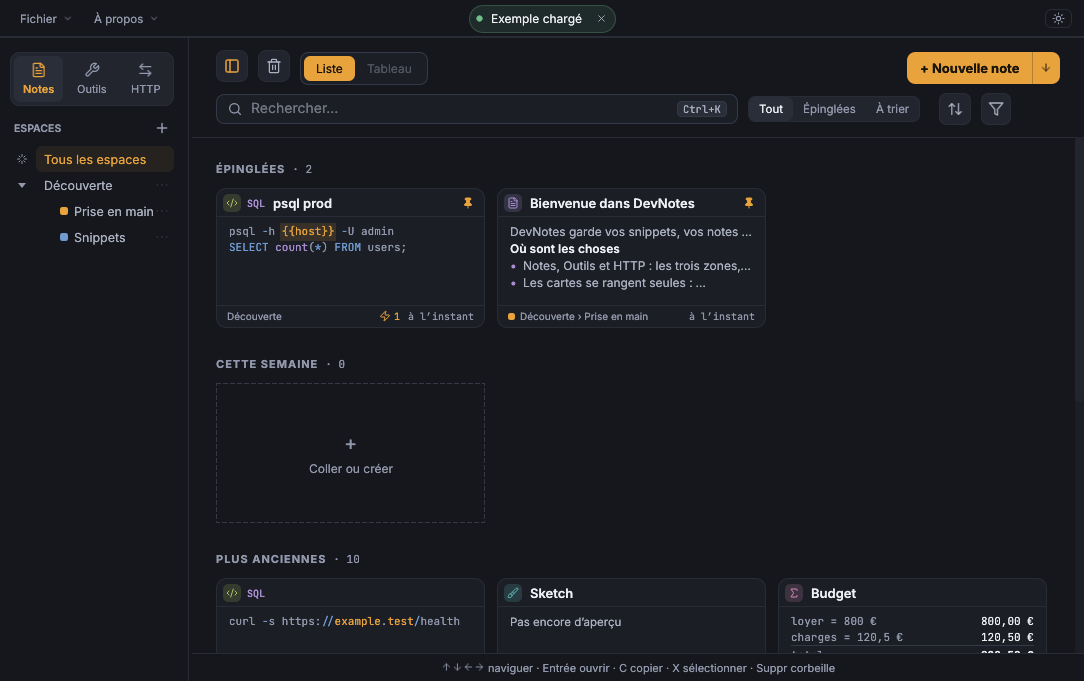 Fichier
À propos
Exemple chargé
Notes
Outils
HTTP
Liste
Tableau
+ Nouvelle note
Rechercher...
Ctrl+K
Tout
Épinglées
À trier
ESPACES
Tous les espaces
Découverte
Prise en main
Snippets
ÉPINGLÉES · 2
SQL psql prod
psql -h {{host}} -U admin
SELECT count(*) FROM users;
Découverte
1 à l'instant
Bienvenue dans DevNotes
DevNotes garde vos snippets, vos notes ...
Où sont les choses
• Notes, Outils et HTTP : les trois zones,...
• Les cartes se rangent seules : ...
Découverte › Prise en main
à l'instant
CETTE SEMAINE · 0
+
Coller ou créer
PLUS ANCIENNES · 10
SQL
curl -s https://example.test/health
Sketch
Pas encore d'aperçu
Σ Budget
loyer = 800 € 800,00 €
charges = 120,5 € 120,50 €
↑↓←→ naviguer · Entrée ouvrir · C copier · X sélectionner · Suppr corbeille